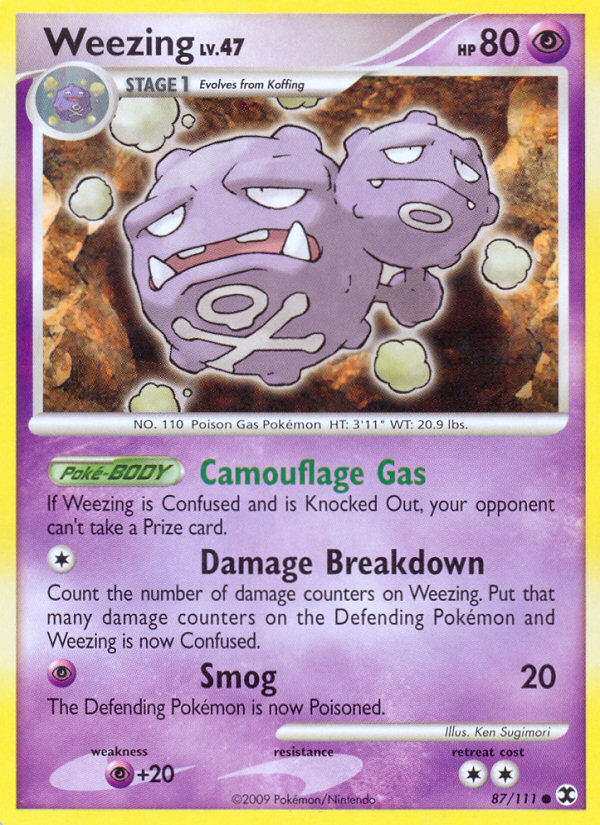 Weezing LV.47 HP 80
STAGE 1 Evolves from Koffing
NO. 110 Poison Gas Pokémon HT: 3'11" WT: 20.9 lbs.
Poké-BODY Camouflage Gas
If Weezing is Confused and is Knocked Out, your opponent
can't take a Prize card.
Damage Breakdown
Count the number of damage counters on Weezing. Put that
many damage counters on the Defending Pokémon and
Weezing is now Confused.
Smog 20
The Defending Pokémon is now Poisoned.
Illus. Ken Sugimori
weakness resistance retreat cost
+20
©2009 Pokémon/Nintendo 87/111